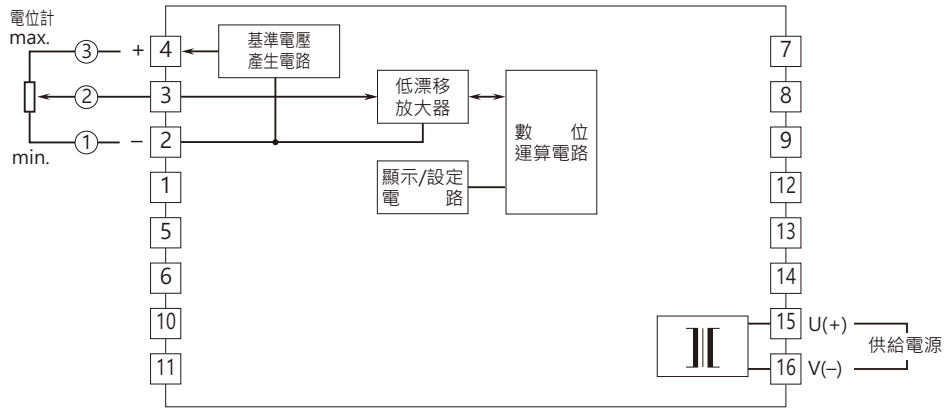 電位計
max.
③
+
4
基準電壓
產生電路
7
②
3
低漂移
放大器
8
①
−
2
數 位
運算電路
9
min.
1
顯示/設定
電 路
12
5
13
6
14
10
15
U(+)
供給電源
11
16
V(–)